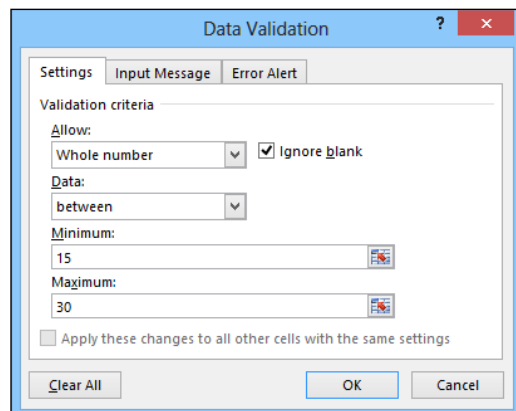 Data Validation ? ×
Settings Input Message Error Alert
Validation criteria
Allow:
Whole number Ignore blank
Data:
between
Minimum:
15
Maximum:
30
Apply these changes to all other cells with the same settings
Clear All OK Cancel